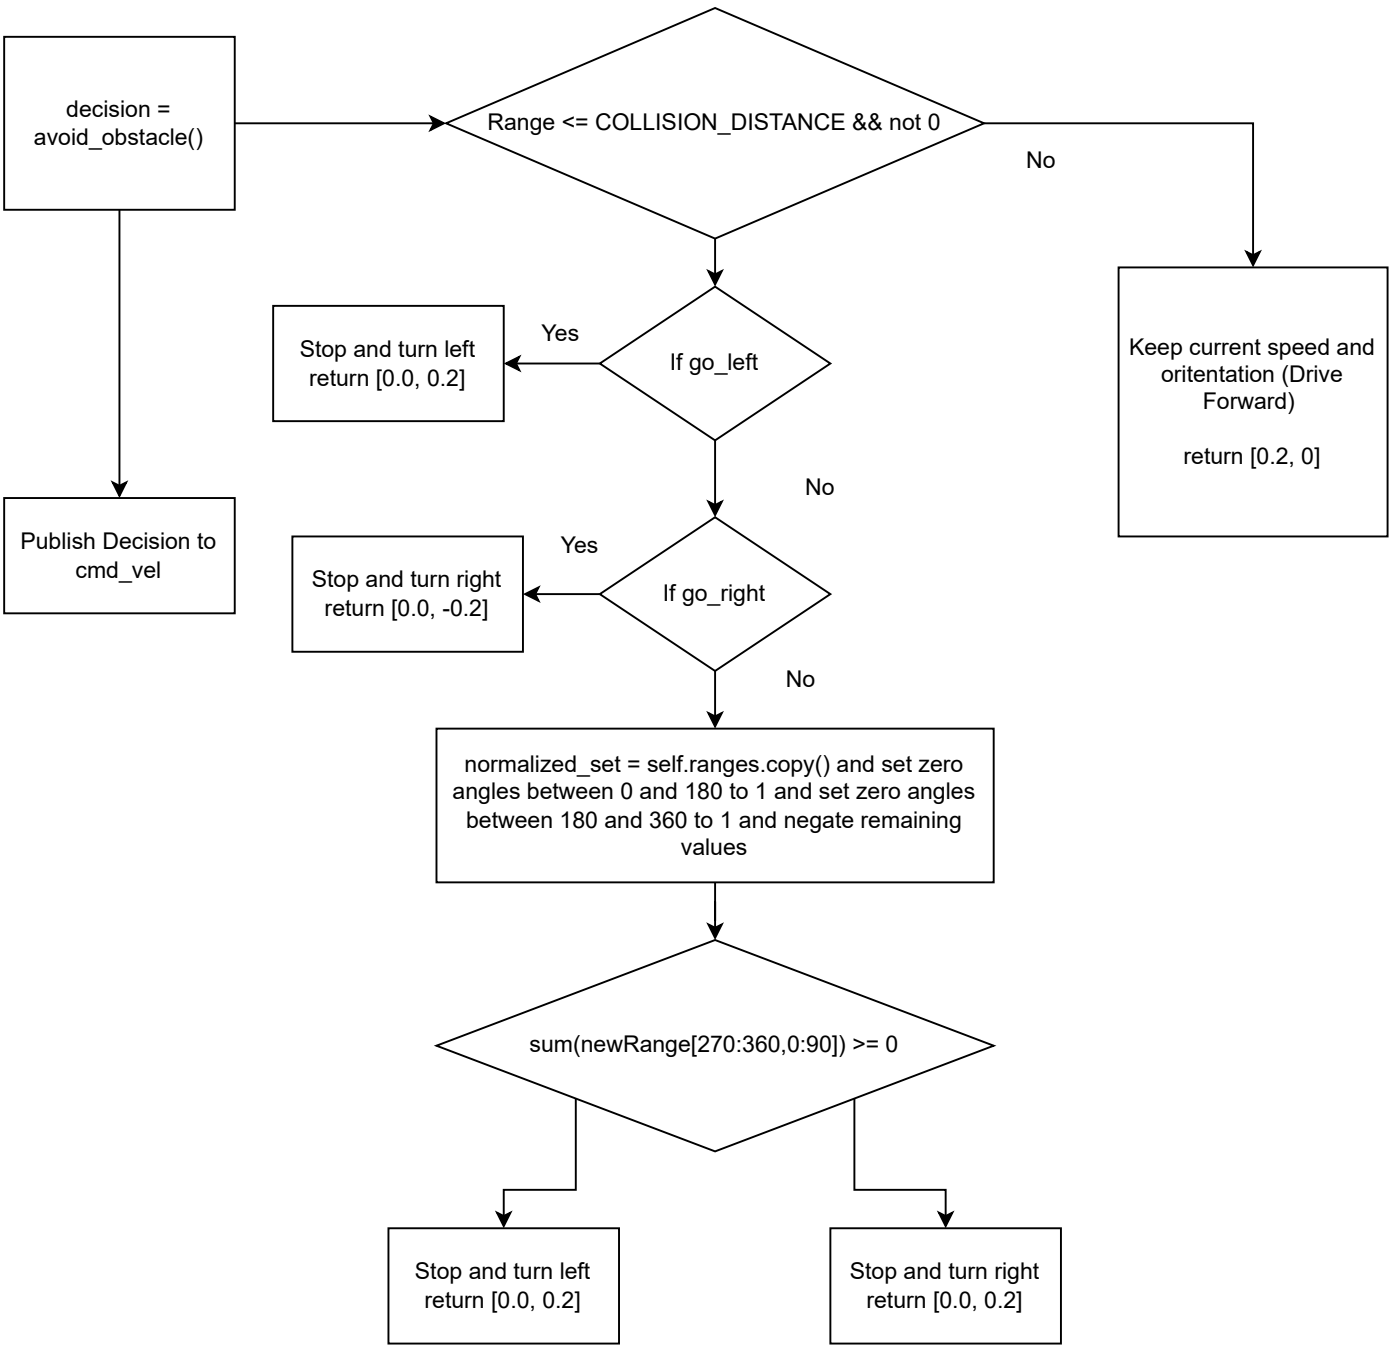 decision =
avoid_obstacle()
Range <= COLLISION_DISTANCE && not 0
No
Stop and turn left
return [0.0, 0.2]
Yes
If go_left
Keep current speed and
oritentation (Drive
Forward)
return [0.2, 0]
No
Publish Decision to
cmd_vel
Stop and turn right
return [0.0, -0.2]
Yes
If go_right
No
normalized_set = self.ranges.copy() and set zero
angles between 0 and 180 to 1 and set zero angles
between 180 and 360 to 1 and negate remaining
values
sum(newRange[270:360,0:90]) >= 0
Stop and turn left
return [0.0, 0.2]
Stop and turn right
return [0.0, 0.2]